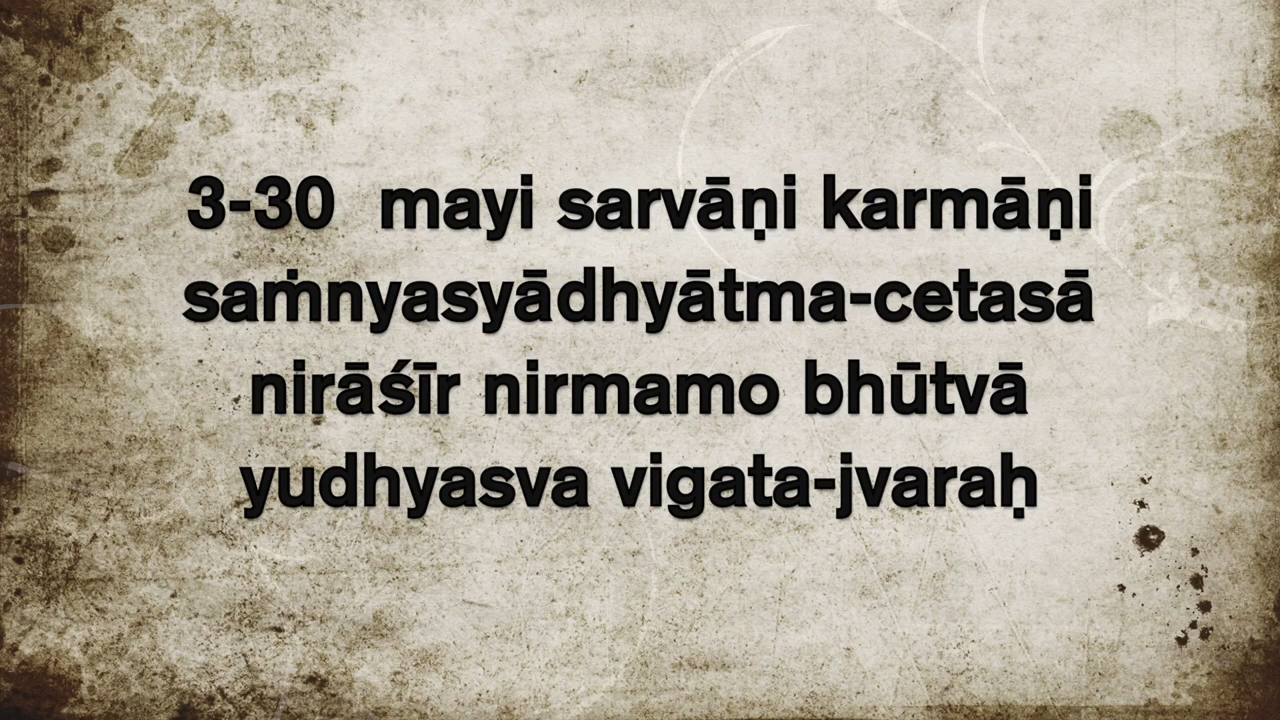 3-30  mayi sarvāṇi karmāṇi
saṁnyasyādhyātma-cetasā
nirāśīr nirmamo bhūtvā
yudhyasva vigata-jvaraḥ